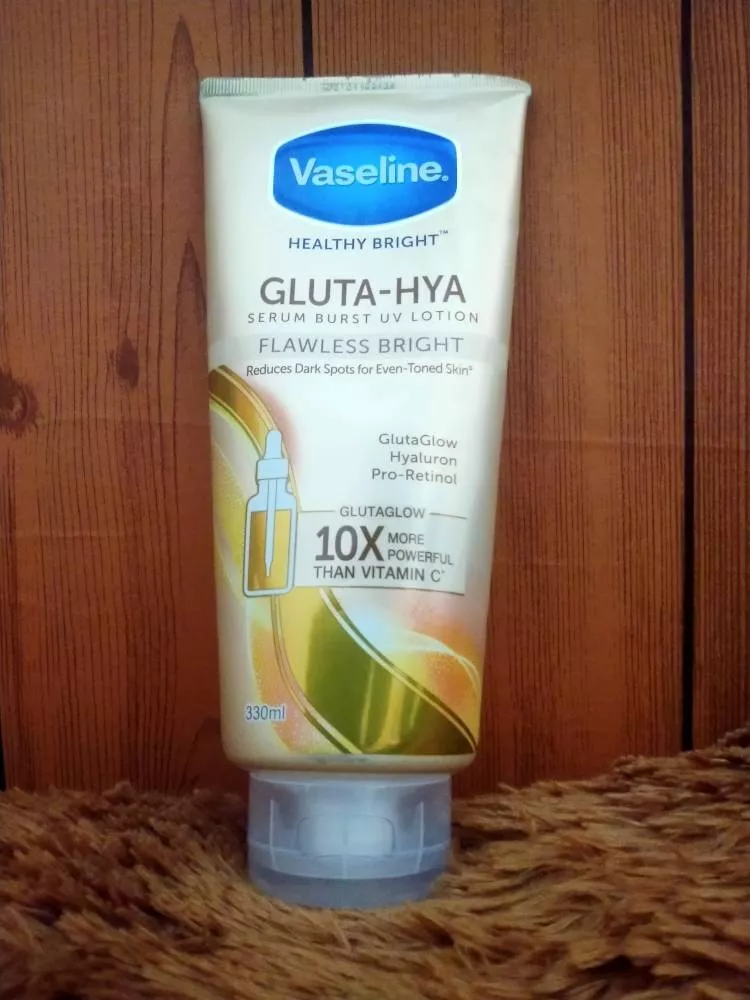 Vaseline.
HEALTHY BRIGHT™
GLUTA-HYA
SERUM BURST UV LOTION
FLAWLESS BRIGHT
Reduces Dark Spots for Even-Toned Skin*
GlutaGlow
Hyaluron
Pro-Retinol
GLUTAGLOW
10X MORE
POWERFUL
THAN VITAMIN C*
330ml